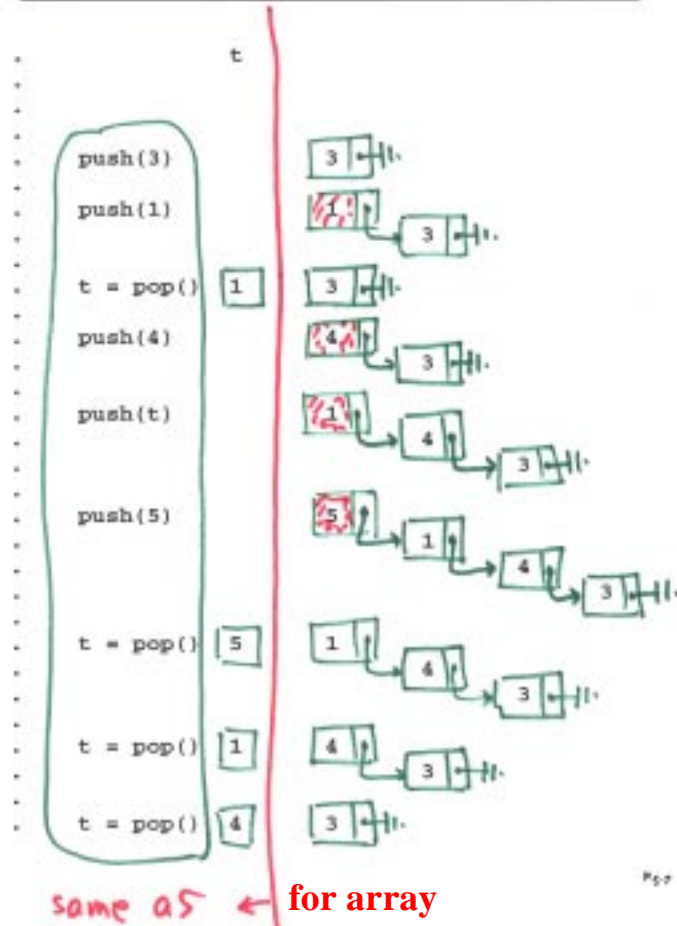 t
push(3) 3
push(1) 1 3
t = pop() 1 3
push(4) 4 3
push(t) 1 4 3
push(5) 5 1 4 3
t = pop() 5 1 4 3
t = pop() 1 4 3
t = pop() 4 3
same as ← for array